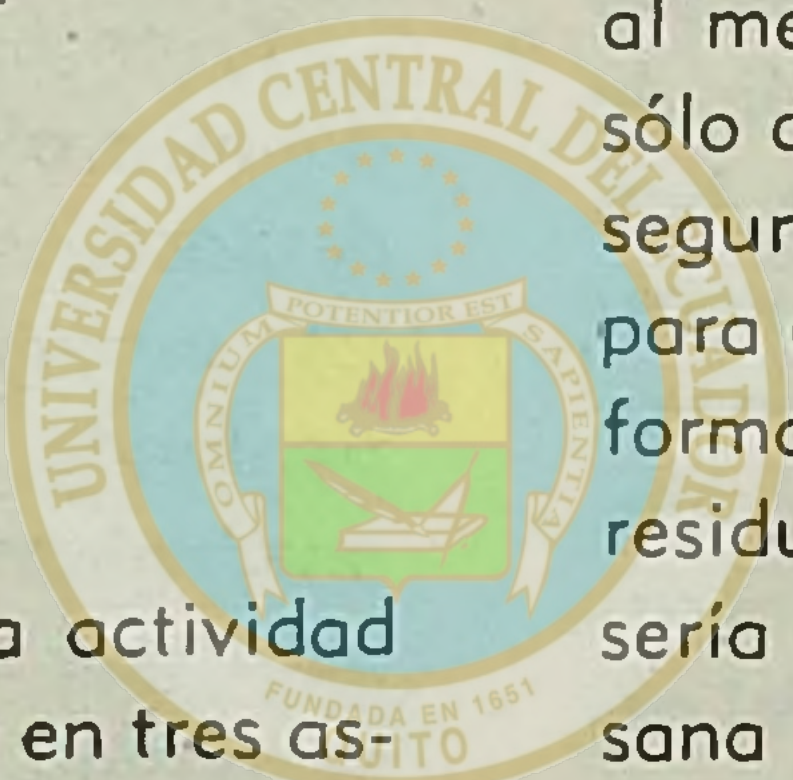 UNIVERSIDAD CENTRAL DEL ECUADOR
OMNIUM POTENTIOR EST SAPIENTIA
FUNDADA EN 1651
QUITO
a actividad
en tres as-
al me
sólo
segur
para
forma
residu
sería
sana